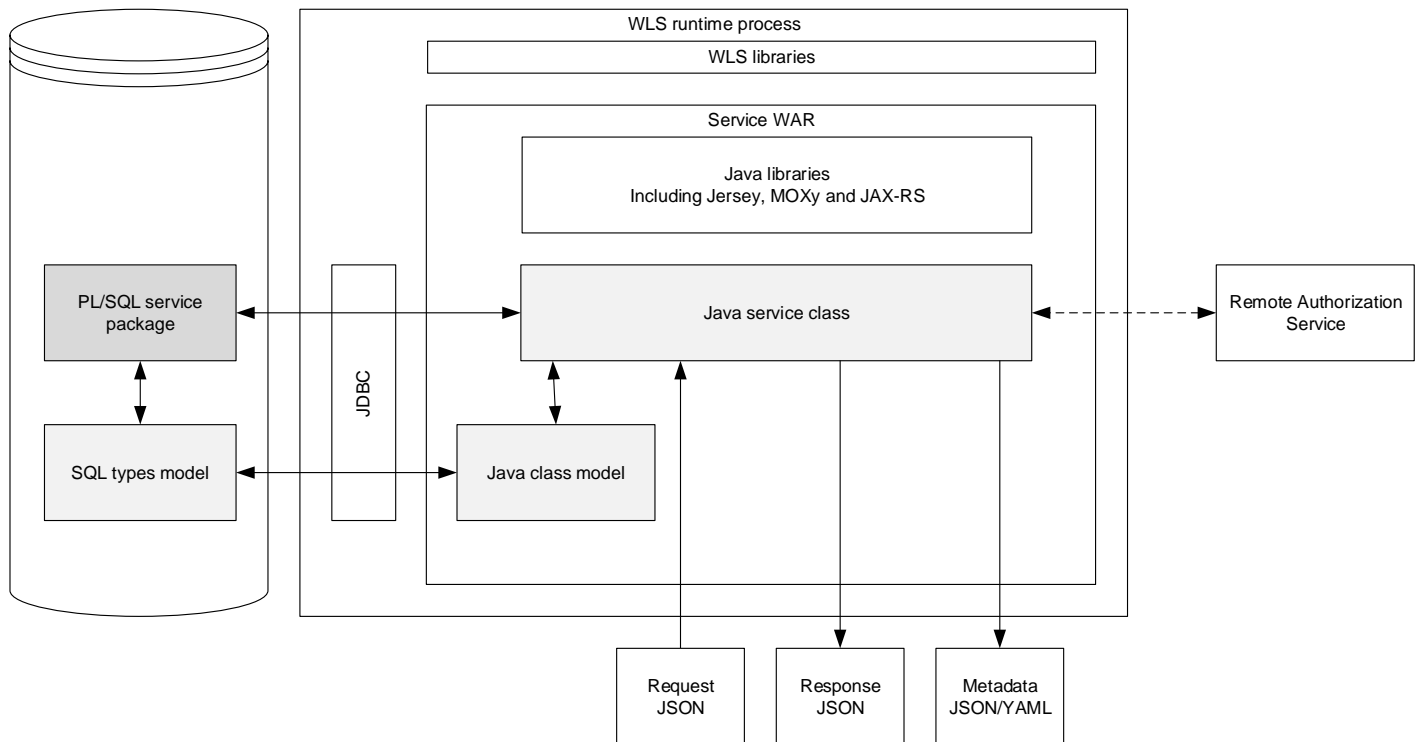 WLS runtime process
WLS libraries
Service WAR
Java libraries
Including Jersey, MOXy and JAX-RS
PL/SQL service
package
JDBC
Java service class
Remote Authorization
Service
SQL types model
Java class model
Request
JSON
Response
JSON
Metadata
JSON/YAML